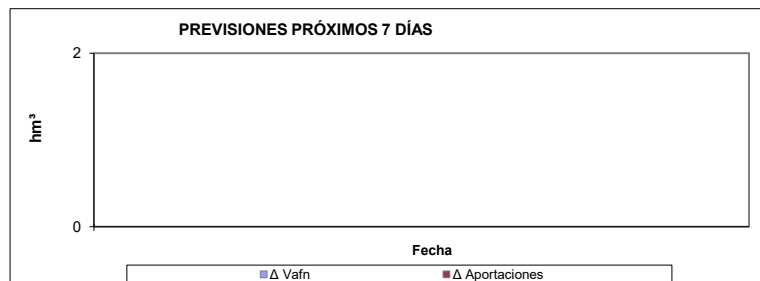 PREVISIONES PRÓXIMOS 7 DÍAS
2
hm³
0
Fecha
Δ Vafn Δ Aportaciones